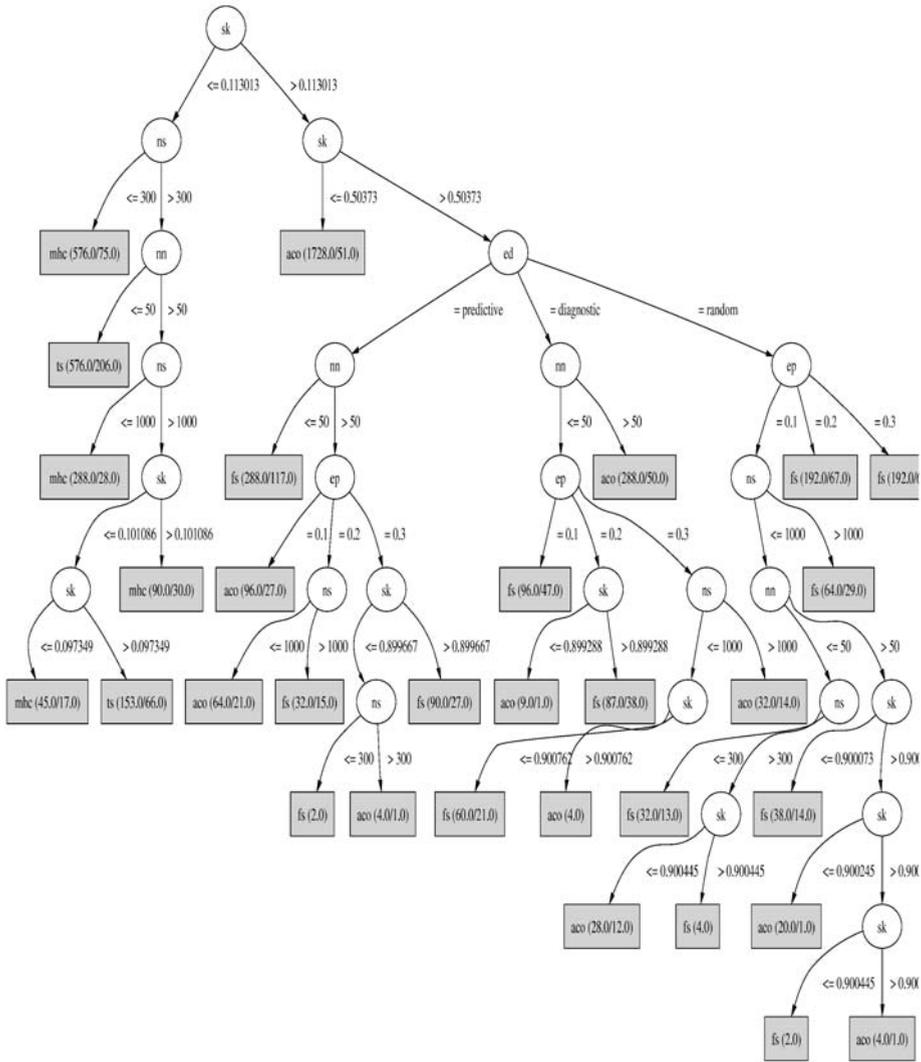 sk
<= 0.113013 > 0.113013
ns sk
<= 300 > 300 <= 0.50373 > 0.50373
mhc (576.0/75.0) nn aco (1728.0/51.0) ed
<= 50 > 50 = predictive = diagnostic = random
ts (576.0/206.0) ns nn nn ep
<= 1000 > 1000 <= 50 > 50 <= 50 > 50 = 0.1 = 0.2 = 0.3
mhc (288.0/28.0) sk fs (288.0/117.0) ep ep aco (288.0/50.0) ns fs (192.0/67.0) fs (192.0/
<= 0.101086 > 0.101086 = 0.1 = 0.2 = 0.3 = 0.1 = 0.2 = 0.3 <= 1000 > 1000
sk mhc (90.0/30.0) aco (96.0/27.0) ns sk fs (96.0/47.0) sk ns nn fs (64.0/29.0)
<= 0.097349 > 0.097349 <= 1000 > 1000 <= 0.899667 > 0.899667 <= 0.899288 > 0.899288 <= 1000 > 1000 <= 50 > 50
mhc (45.0/17.0) ts (153.0/66.0) aco (64.0/21.0) fs (32.0/15.0) ns fs (90.0/27.0) aco (9.0/1.0) fs (87.0/38.0) sk aco (32.0/14.0) ns sk
<= 300 > 300 <= 0.900762 > 0.900762 <= 300 > 300 <= 0.900073 > 0.900
fs (2.0) aco (4.0/1.0) fs (60.0/21.0) aco (4.0) fs (32.0/13.0) sk fs (38.0/14.0) sk
<= 0.900445 > 0.900445 <= 0.900245 > 0.900
aco (28.0/12.0) fs (4.0) aco (20.0/1.0) sk
<= 0.900445 > 0.900
fs (2.0) aco (4.0/1.0)